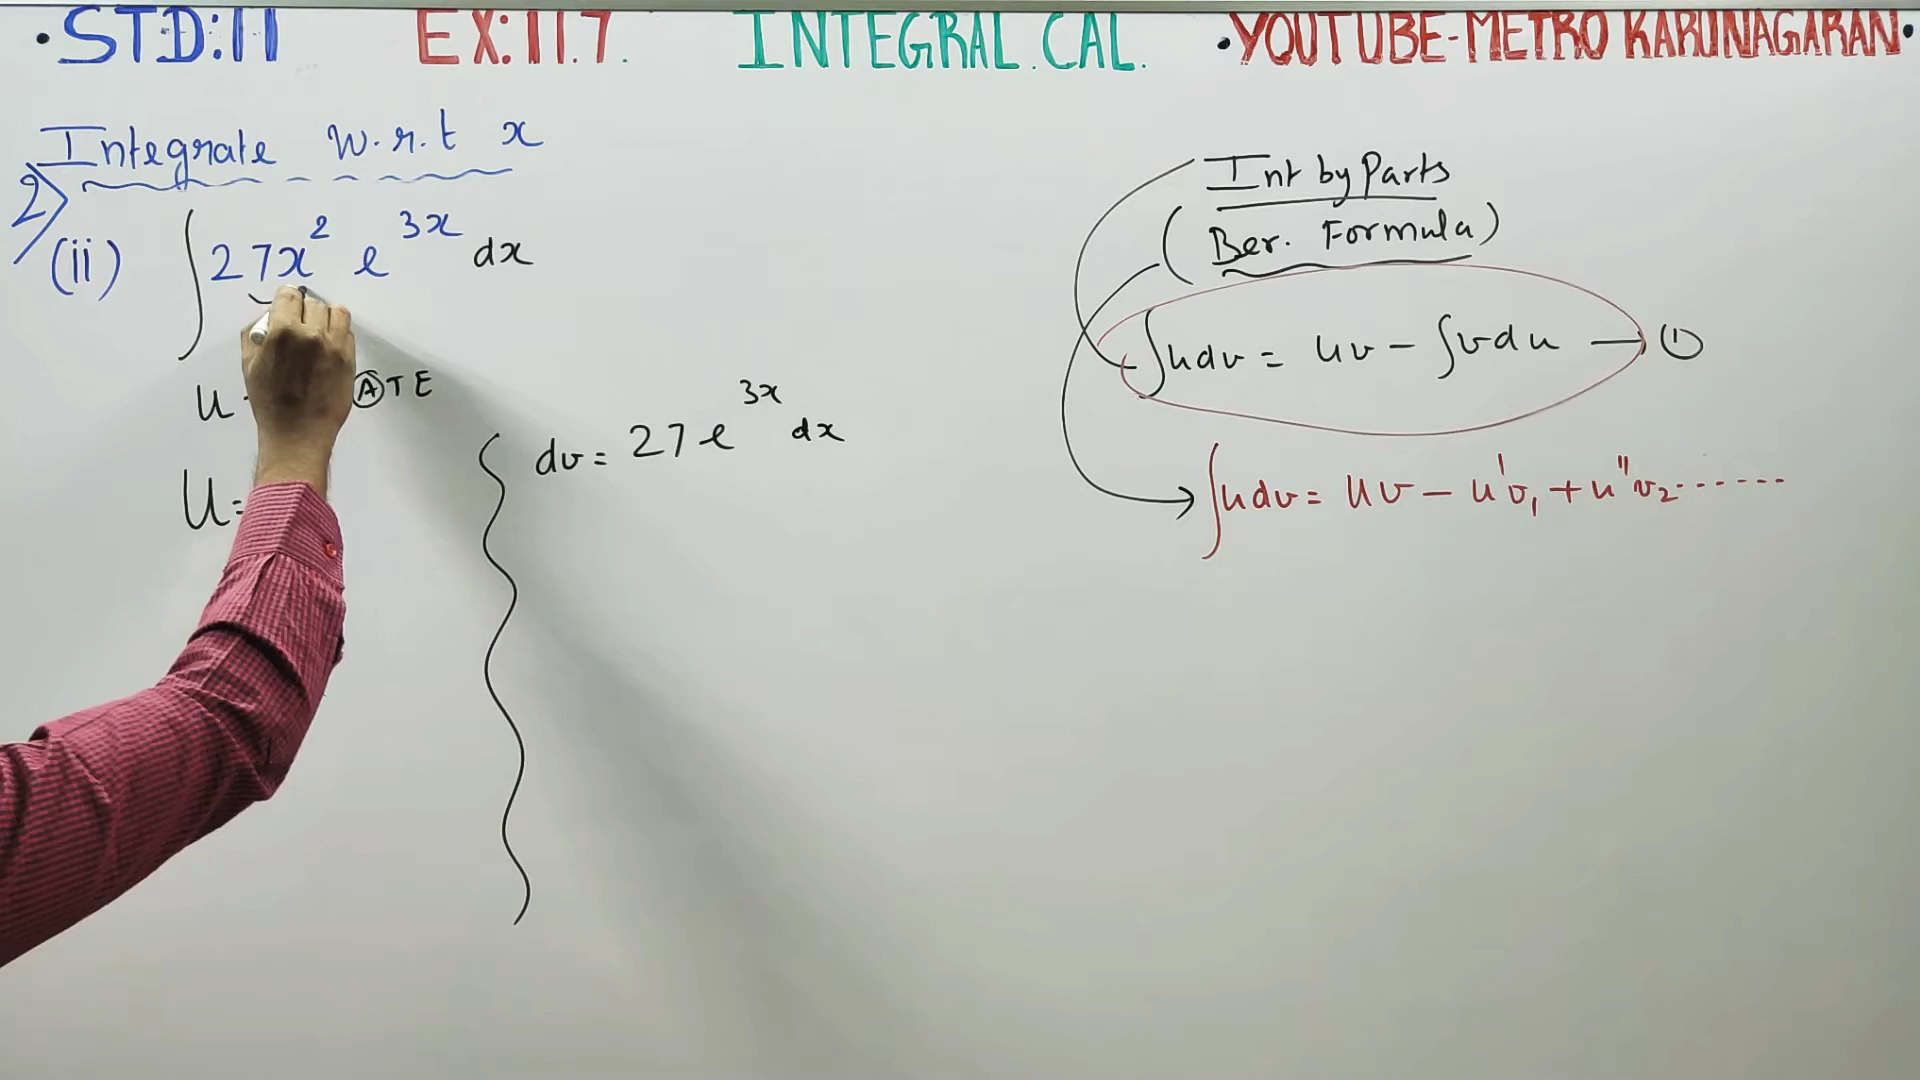 •STD:11 EX:11.7. INTEGRAL.CAL. •YOUTUBE-METRO KARUNAGARAN•
Integrate w.r.t x
2)
(ii) ∫27x² e^{3x} dx
u ⒶTE
U=
dv = 27 e^{3x} dx
Int by Parts
(Ber. Formula)
∫udv = uv - ∫vdu → ①
∫udv = uv - u'v₁ + u''v₂ ......